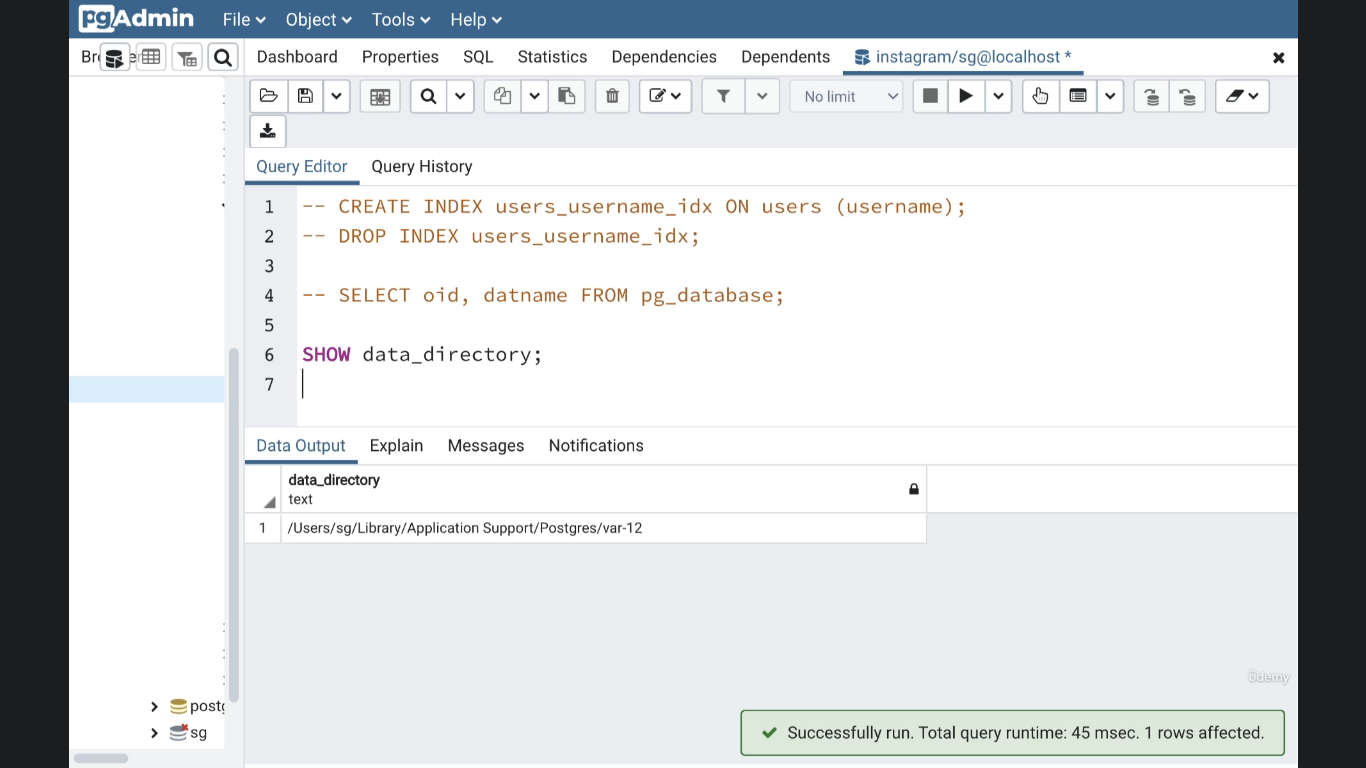 pgAdmin File Object Tools Help
Dashboard Properties SQL Statistics Dependencies Dependents instagram/sg@localhost *
No limit
Query Editor Query History
1 -- CREATE INDEX users_username_idx ON users (username);
2 -- DROP INDEX users_username_idx;
3
4 -- SELECT oid, datname FROM pg_database;
5
6 SHOW data_directory;
7
Data Output Explain Messages Notifications
data_directory
text
1 /Users/sg/Library/Application Support/Postgres/var-12
ûdemy
postg
sg
Successfully run. Total query runtime: 45 msec. 1 rows affected.